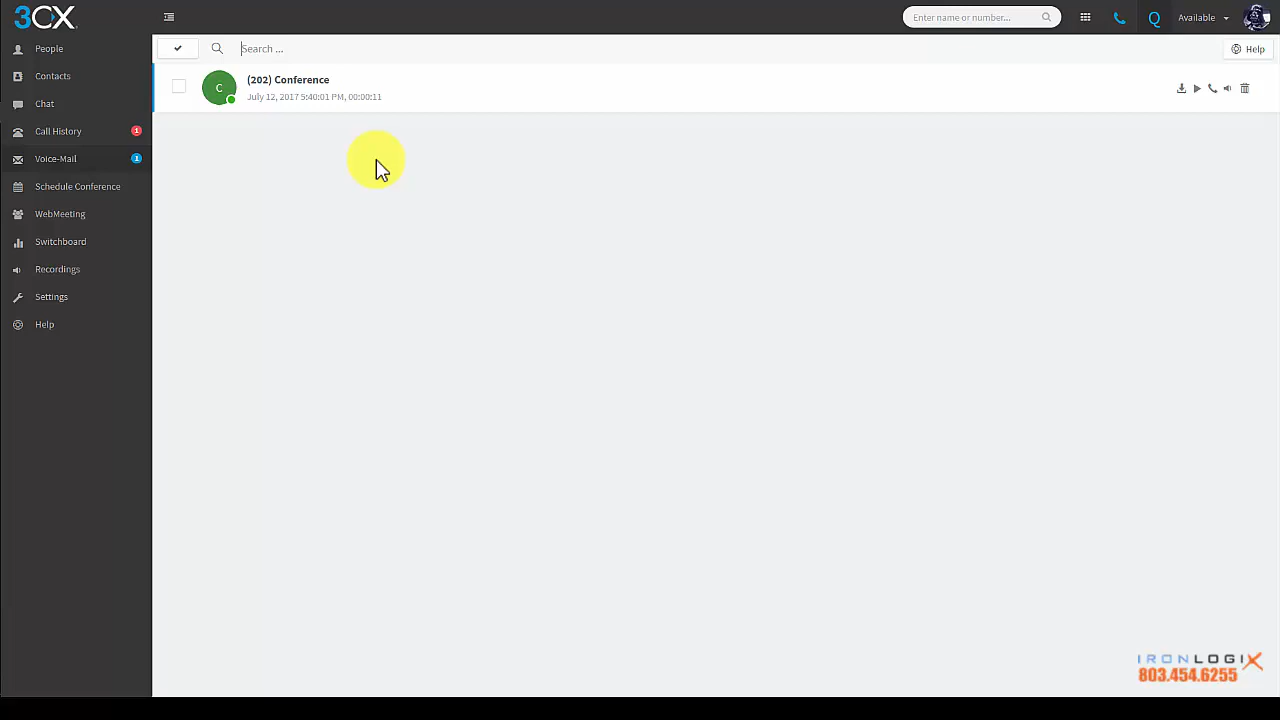 3CX
Enter name or number...
Q
Available
People
Contacts
Chat
Call History 1
Voice-Mail 1
Schedule Conference
WebMeeting
Switchboard
Recordings
Settings
Help
Search ...
Help
C
(202) Conference
July 12, 2017 5:40:01 PM, 00:00:11
IRONLOGIX
803.454.6255